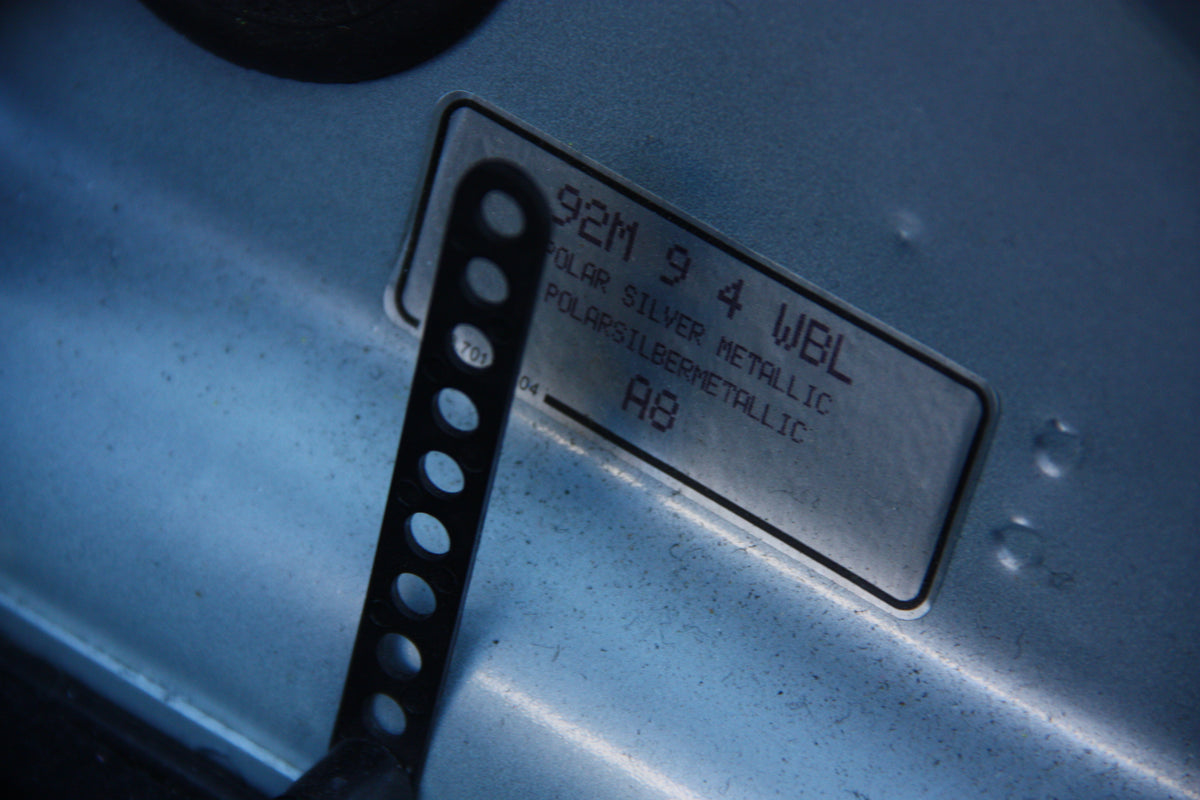 92M 9 4 WBL
POLAR SILVER METALLIC
POLARSILBERMETALLIC
701
04
A8